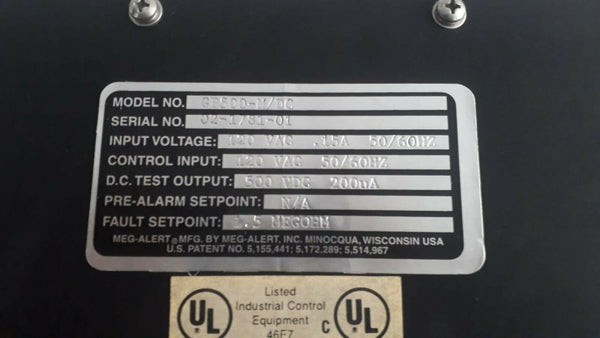 MODEL NO. GP500-M/DC
SERIAL NO. 02-1781-01
INPUT VOLTAGE: 120 VAC .15A 50/60HZ
CONTROL INPUT: 120 VAC 50/60HZ
D.C. TEST OUTPUT: 500 VDC 200uA
PRE-ALARM SETPOINT: N/A
FAULT SETPOINT: 1.5 MEGOHM
MEG-ALERT® MFG. BY MEG-ALERT, INC. MINOCQUA, WISCONSIN USA
U.S. PATENT NO. 5,155,441; 5,172,289; 5,514,967
Listed
Industrial Control
Equipment
46F7
UL
C UL